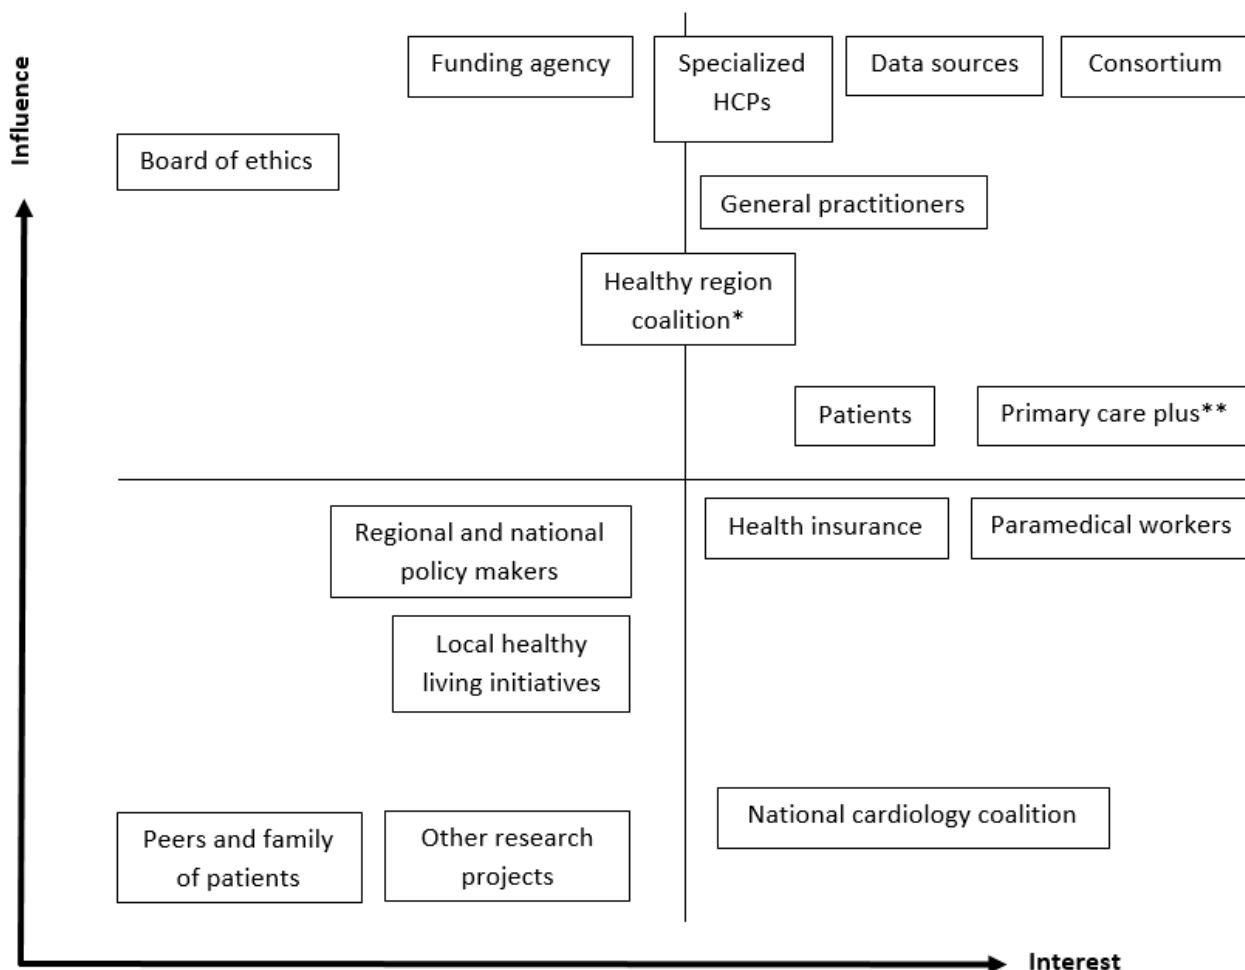 Influence
Funding agency
Specialized
HCPs
Data sources
Consortium
Board of ethics
General practitioners
Healthy region
coalition*
Patients
Primary care plus**
Regional and national
policy makers
Health insurance
Paramedical workers
Local healthy
living initiatives
National cardiology coalition
Peers and family
of patients
Other research
projects
Interest